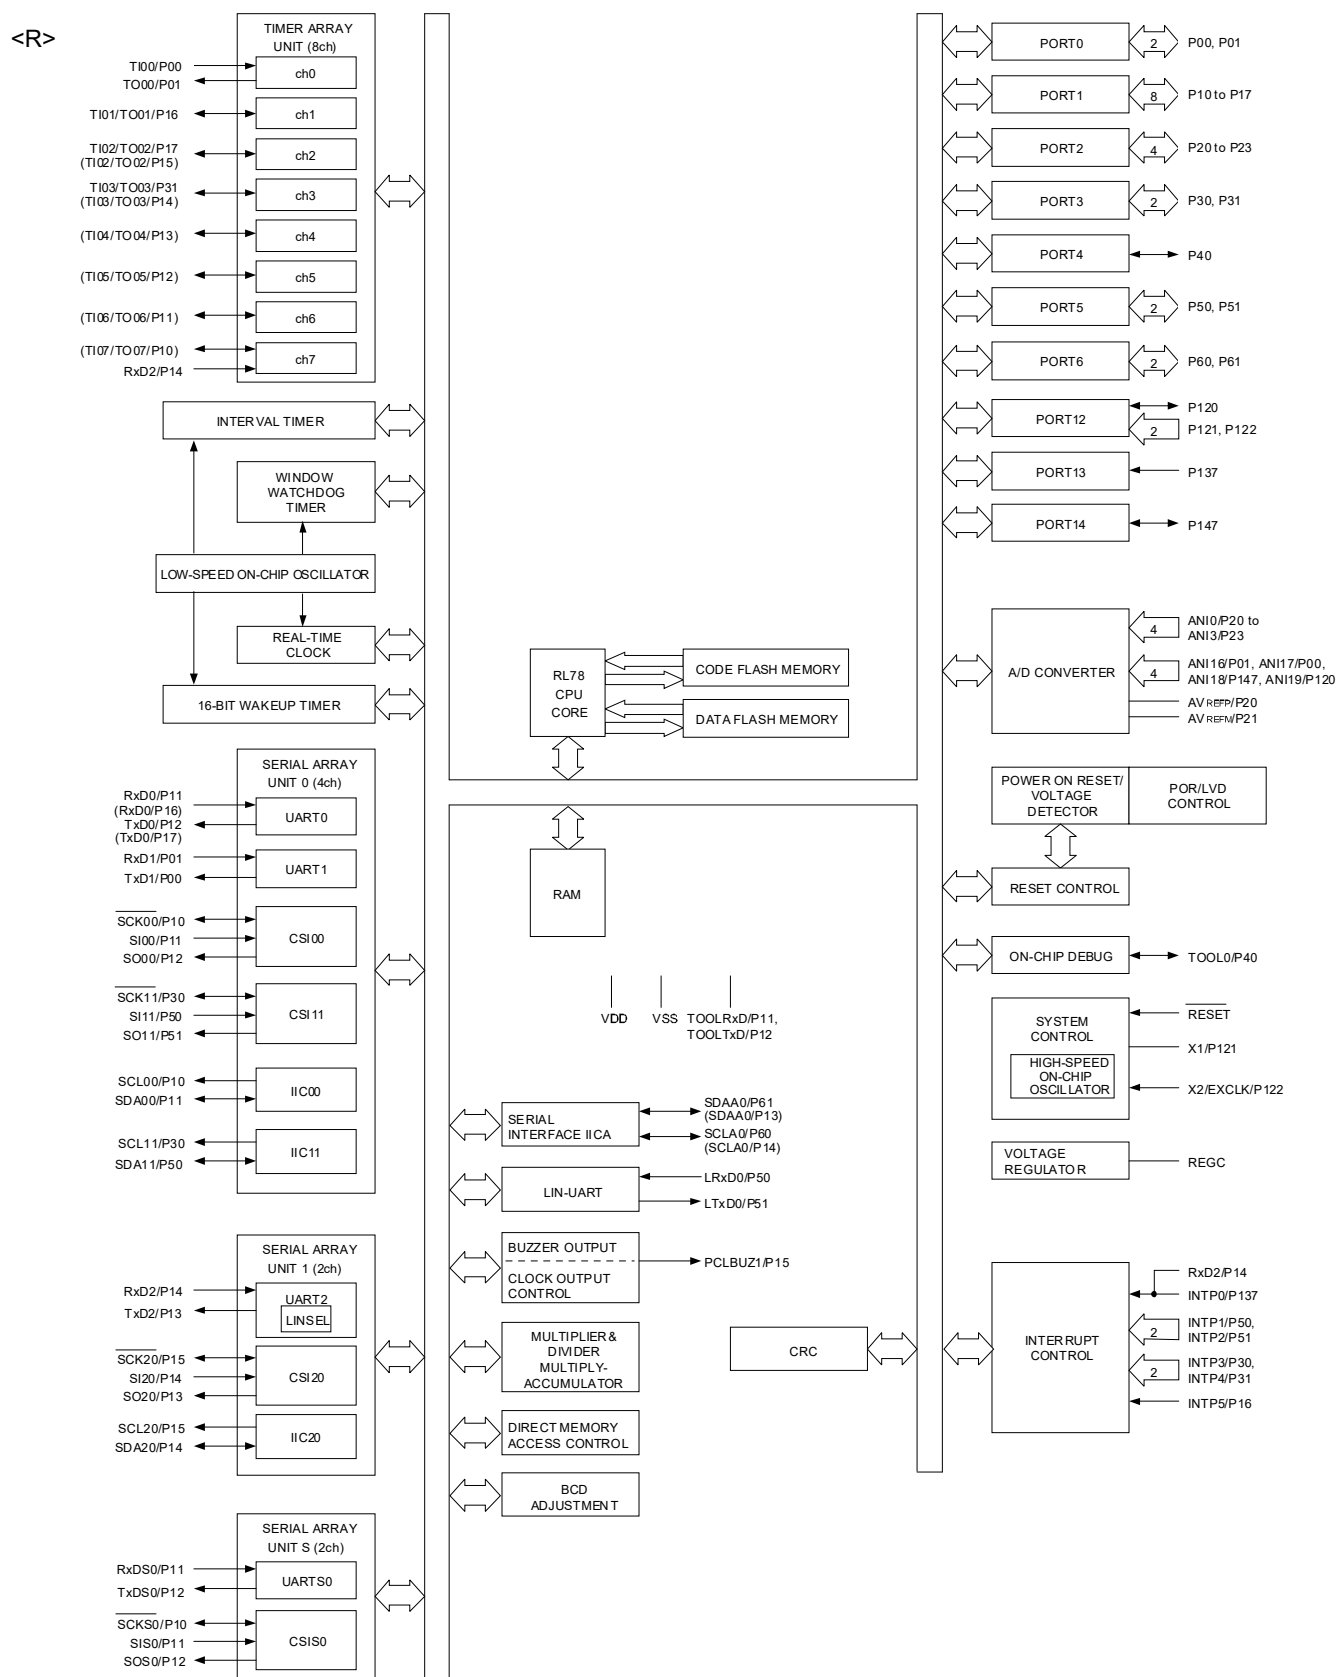 <R>
TIMER ARRAY
UNIT (8ch)
TI00/P00
TO00/P01
ch0
TI01/TO01/P16
ch1
TI02/TO02/P17
(TI02/TO02/P15)
ch2
TI03/TO03/P31
(TI03/TO03/P14)
ch3
(TI04/TO04/P13)
ch4
(TI05/TO05/P12)
ch5
(TI06/TO06/P11)
ch6
(TI07/TO07/P10)
RxD2/P14
ch7
INTERVAL TIMER
WINDOW
WATCHDOG
TIMER
LOW-SPEED ON-CHIP OSCILLATOR
REAL-TIME
CLOCK
16-BIT WAKEUP TIMER
SERIAL ARRAY
UNIT 0 (4ch)
RxD0/P11
(RxD0/P16)
TxD0/P12
(TxD0/P17)
UART0
RxD1/P01
TxD1/P00
UART1
SCK00/P10
SI00/P11
SO00/P12
CSI00
SCK11/P30
SI11/P50
SO11/P51
CSI11
SCL00/P10
SDA00/P11
IIC00
SCL11/P30
SDA11/P50
IIC11
SERIAL ARRAY
UNIT 1 (2ch)
RxD2/P14
TxD2/P13
UART2
LINSEL
SCK20/P15
SI20/P14
SO20/P13
CSI20
SCL20/P15
SDA20/P14
IIC20
SERIAL ARRAY
UNIT S (2ch)
RxDS0/P11
TxDS0/P12
UARTS0
SCKS0/P10
SIS0/P11
SOS0/P12
CSIS0
RL78
CPU
CORE
CODE FLASH MEMORY
DATA FLASH MEMORY
RAM
VDD
VSS
TOOLRxD/P11,
TOOLTxD/P12
SERIAL
INTERFACE IICA
SDAA0/P61
(SDAA0/P13)
SCLA0/P60
(SCLA0/P14)
LIN-UART
LRxD0/P50
LTxD0/P51
BUZZER OUTPUT
CLOCK OUTPUT
CONTROL
PCLBUZ1/P15
MULTIPLIER&
DIVIDER
MULTIPLY-
ACCUMULATOR
DIRECT MEMORY
ACCESS CONTROL
BCD
ADJUSTMENT
CRC
PORT0
2
P00, P01
PORT1
8
P10 to P17
PORT2
4
P20 to P23
PORT3
2
P30, P31
PORT4
P40
PORT5
2
P50, P51
PORT6
2
P60, P61
PORT12
P120
2
P121, P122
PORT13
P137
PORT14
P147
A/D CONVERTER
4
ANI0/P20 to
ANI3/P23
4
ANI16/P01, ANI17/P00,
ANI18/P147, ANI19/P120
AVREFP/P20
AVREFM/P21
POWER ON RESET/
VOLTAGE
DETECTOR
POR/LVD
CONTROL
RESET CONTROL
ON-CHIP DEBUG
TOOL0/P40
SYSTEM
CONTROL
HIGH-SPEED
ON-CHIP
OSCILLATOR
RESET
X1/P121
X2/EXCLK/P122
VOLTAGE
REGULATOR
REGC
INTERRUPT
CONTROL
RxD2/P14
INTP0/P137
2
INTP1/P50,
INTP2/P51
2
INTP3/P30,
INTP4/P31
INTP5/P16